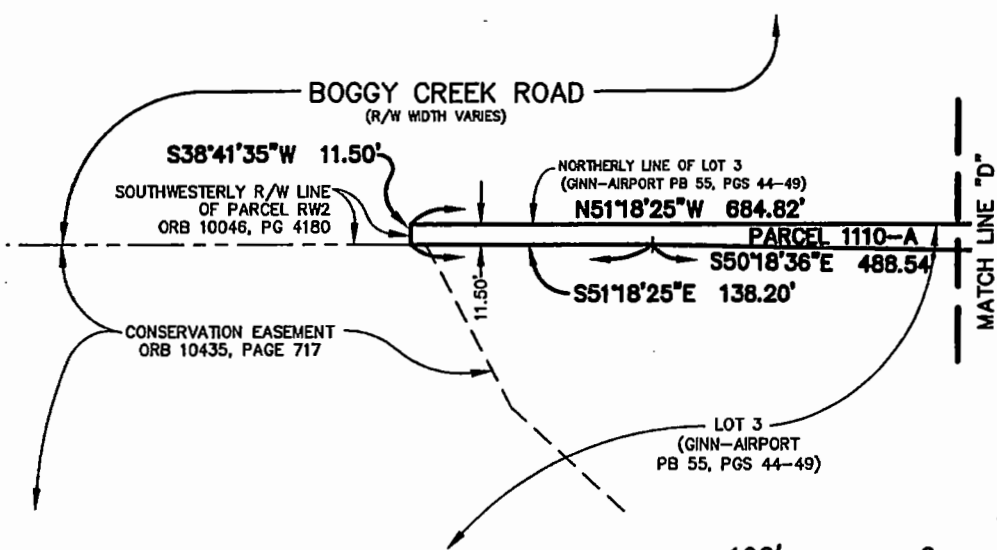 BOGGY CREEK ROAD
(R/W WIDTH VARIES)
S38°41'35"W 11.50'
NORTHERLY LINE OF LOT 3
(GINN-AIRPORT PB 55, PGS 44-49)
SOUTHWESTERLY R/W LINE
OF PARCEL RW2
ORB 10046, PG 4180
N51°18'25"W 684.82'
PARCEL 1110-A
S50°18'36"E 488.54
S51°18'25"E 138.20'
11.50'
MATCH LINE "D"
CONSERVATION EASEMENT
ORB 10435, PAGE 717
LOT 3
(GINN-AIRPORT
PB 55, PGS 44-49)